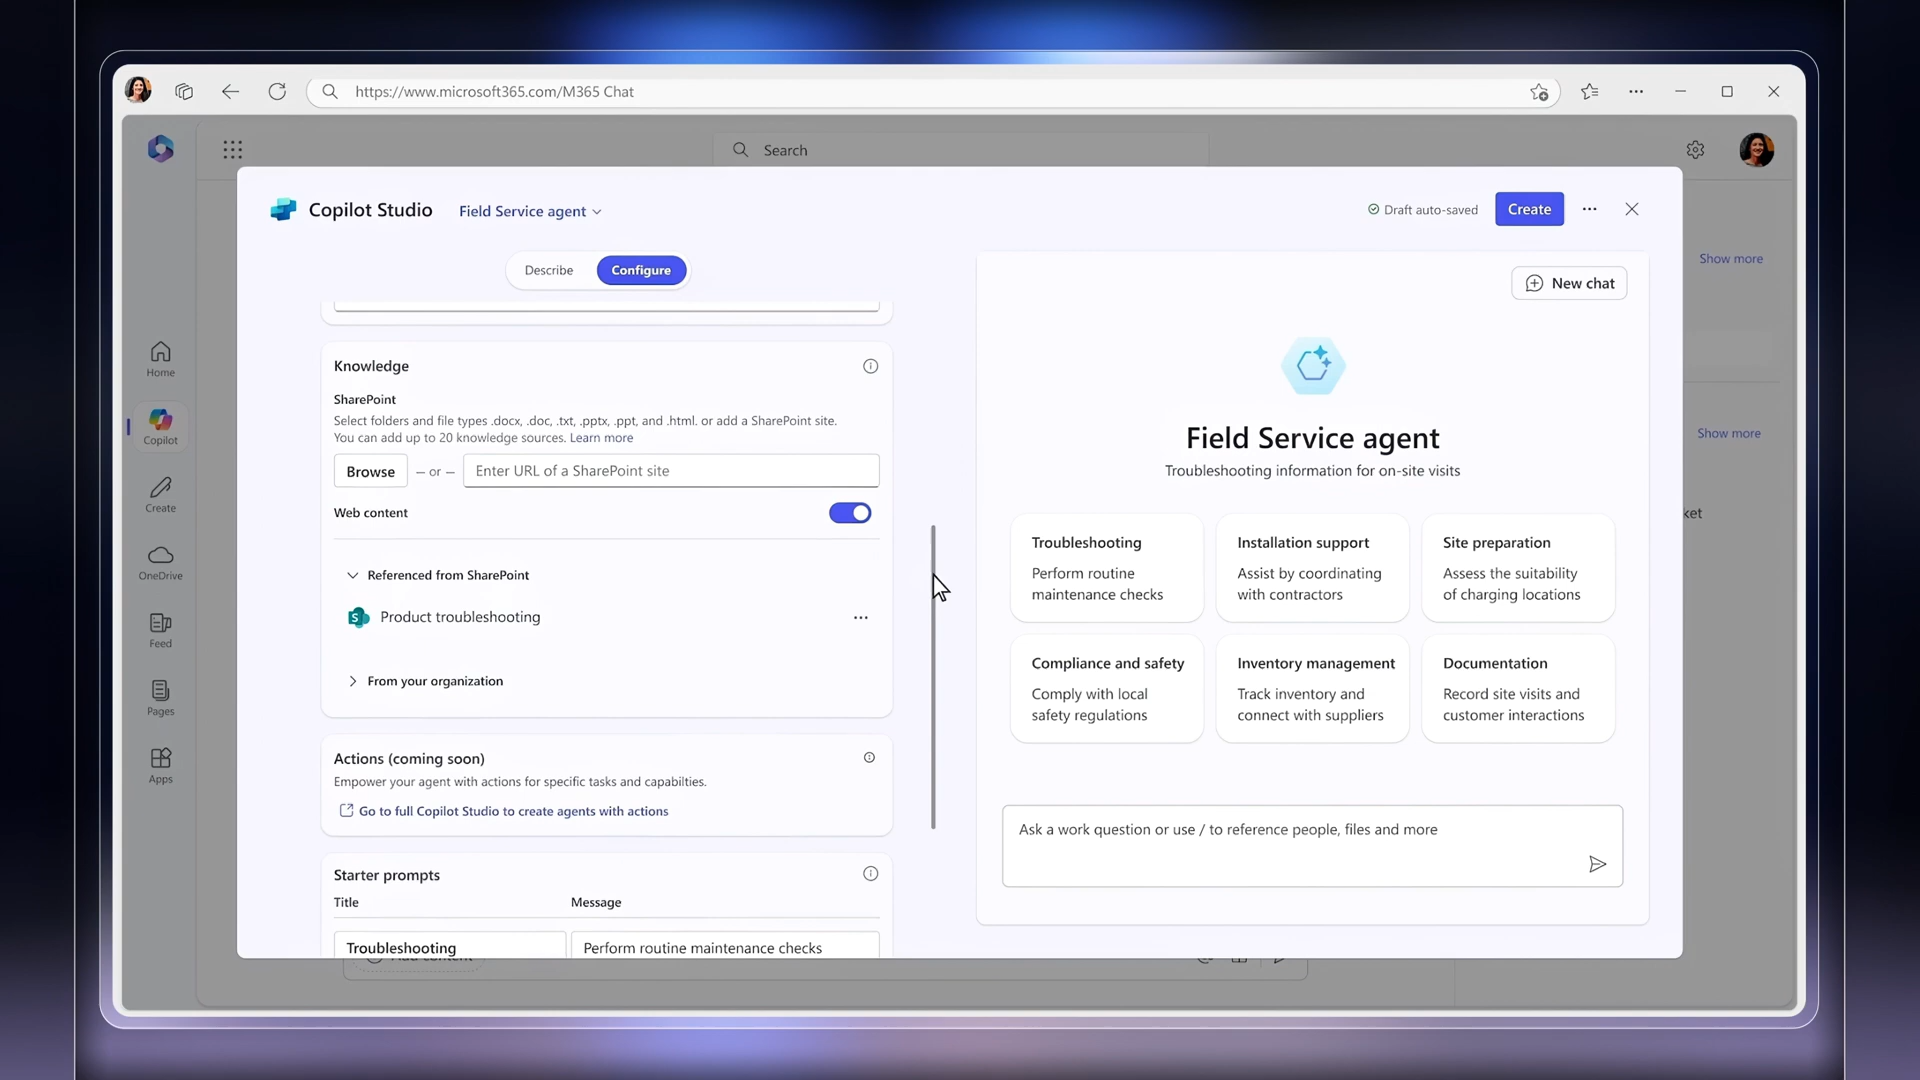 https://www.microsoft365.com/M365 Chat
Search
Copilot Studio
Field Service agent
Draft auto-saved
Create
Describe
Configure
Show more
New chat
Home
Copilot
Create
OneDrive
Feed
Pages
Apps
Knowledge
SharePoint
Select folders and file types .docx, .doc, .txt, .pptx, .ppt, and .html. or add a SharePoint site.
You can add up to 20 knowledge sources. Learn more
Browse
– or –
Enter URL of a SharePoint site
Web content
Referenced from SharePoint
Product troubleshooting
From your organization
Actions (coming soon)
Empower your agent with actions for specific tasks and capabilties.
Go to full Copilot Studio to create agents with actions
Starter prompts
Title
Message
Troubleshooting
Perform routine maintenance checks
Field Service agent
Troubleshooting information for on-site visits
Troubleshooting
Perform routine
maintenance checks
Installation support
Assist by coordinating
with contractors
Site preparation
Assess the suitability
of charging locations
Compliance and safety
Comply with local
safety regulations
Inventory management
Track inventory and
connect with suppliers
Documentation
Record site visits and
customer interactions
Ask a work question or use / to reference people, files and more
Show more